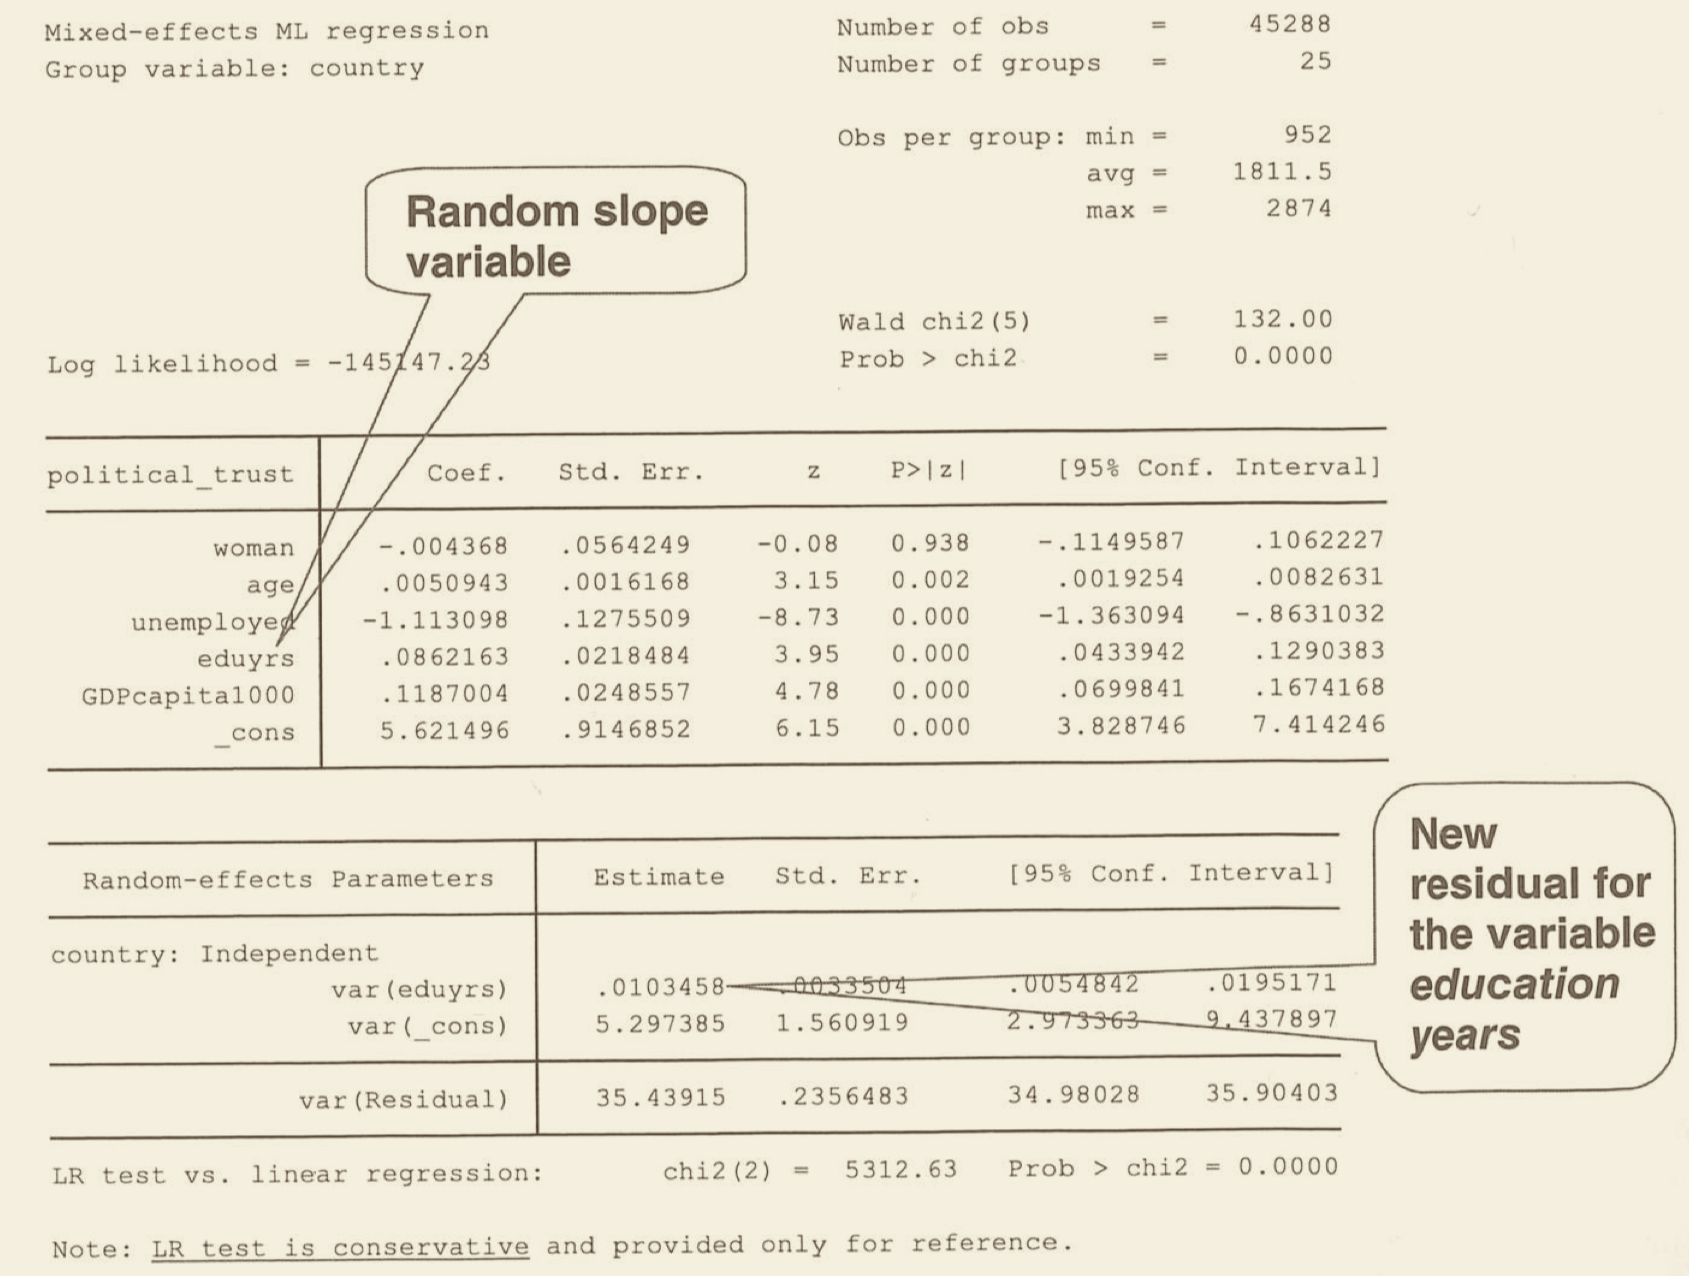 Mixed-effects ML regression Number of obs = 45288
Group variable: country Number of groups = 25
Obs per group: min = 952
avg = 1811.5
max = 2874
Random slope
variable
Wald chi2(5) = 132.00
Log likelihood = -145147.23 Prob > chi2 = 0.0000
political_trust Coef. Std. Err. z P>|z| [95% Conf. Interval]
woman -.004368 .0564249 -0.08 0.938 -.1149587 .1062227
age .0050943 .0016168 3.15 0.002 .0019254 .0082631
unemployed -1.113098 .1275509 -8.73 0.000 -1.363094 -.8631032
eduyrs .0862163 .0218484 3.95 0.000 .0433942 .1290383
GDPcapita1000 .1187004 .0248557 4.78 0.000 .0699841 .1674168
_cons 5.621496 .9146852 6.15 0.000 3.828746 7.414246
Random-effects Parameters Estimate Std. Err. [95% Conf. Interval]
country: Independent
var(eduyrs) .0103458 .0033504 .0054842 .0195171
var(_cons) 5.297385 1.560919 2.973363 9.437897
var(Residual) 35.43915 .2356483 34.98028 35.90403
New
residual for
the variable
education
years
LR test vs. linear regression: chi2(2) = 5312.63 Prob > chi2 = 0.0000
Note: LR test is conservative and provided only for reference.